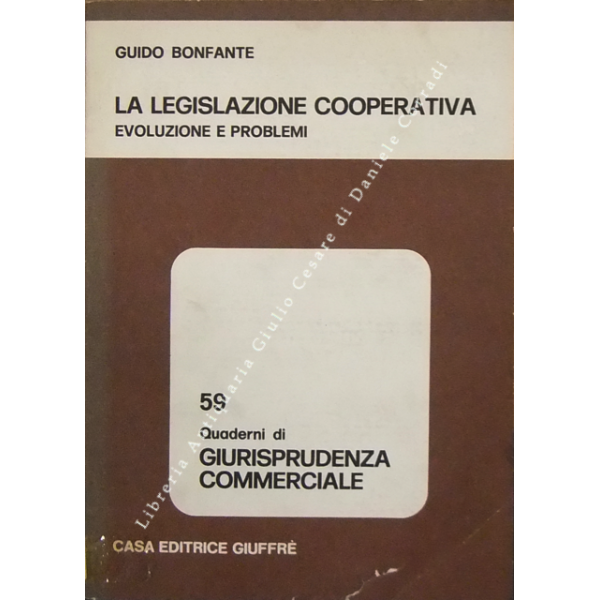 GUIDO BONFANTE
LA LEGISLAZIONE COOPERATIVA
EVOLUZIONE E PROBLEMI
59
Quaderni di
GIURISPRUDENZA
COMMERCIALE
CASA EDITRICE GIUFFRÈ
Libreria Antiquaria Giulio Cesare di Daniele Corradi